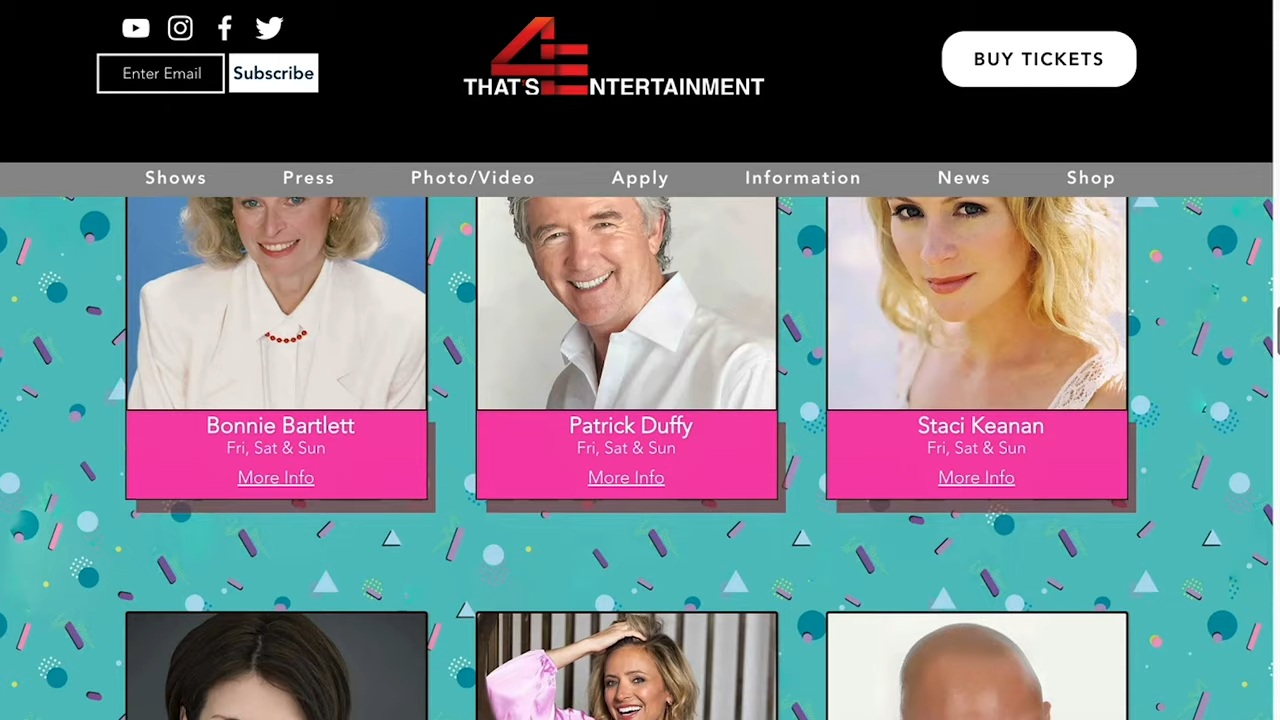 Enter Email
Subscribe
4
THAT'S ENTERTAINMENT
BUY TICKETS
Shows
Press
Photo/Video
Apply
Information
News
Shop
Bonnie Bartlett
Fri, Sat & Sun
More Info
Patrick Duffy
Fri, Sat & Sun
More Info
Staci Keanan
Fri, Sat & Sun
More Info